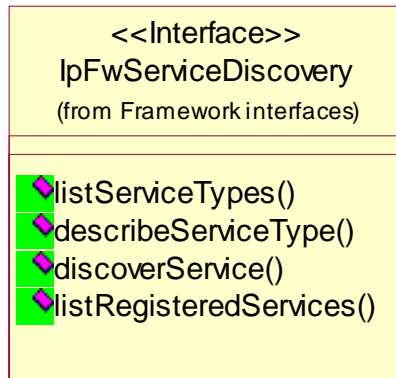 <<Interface>>
IpFwServiceDiscovery
(from Framework interfaces)
listServiceTypes()
describeServiceType()
discoverService()
listRegisteredServices()